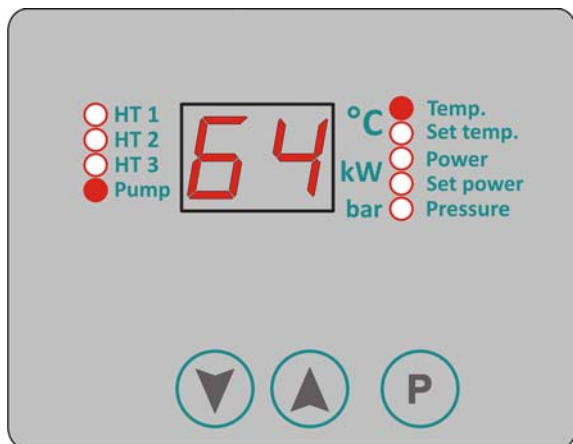 HT 1
HT 2
HT 3
Pump
64
°C
kW
bar
Temp.
Set temp.
Power
Set power
Pressure
P